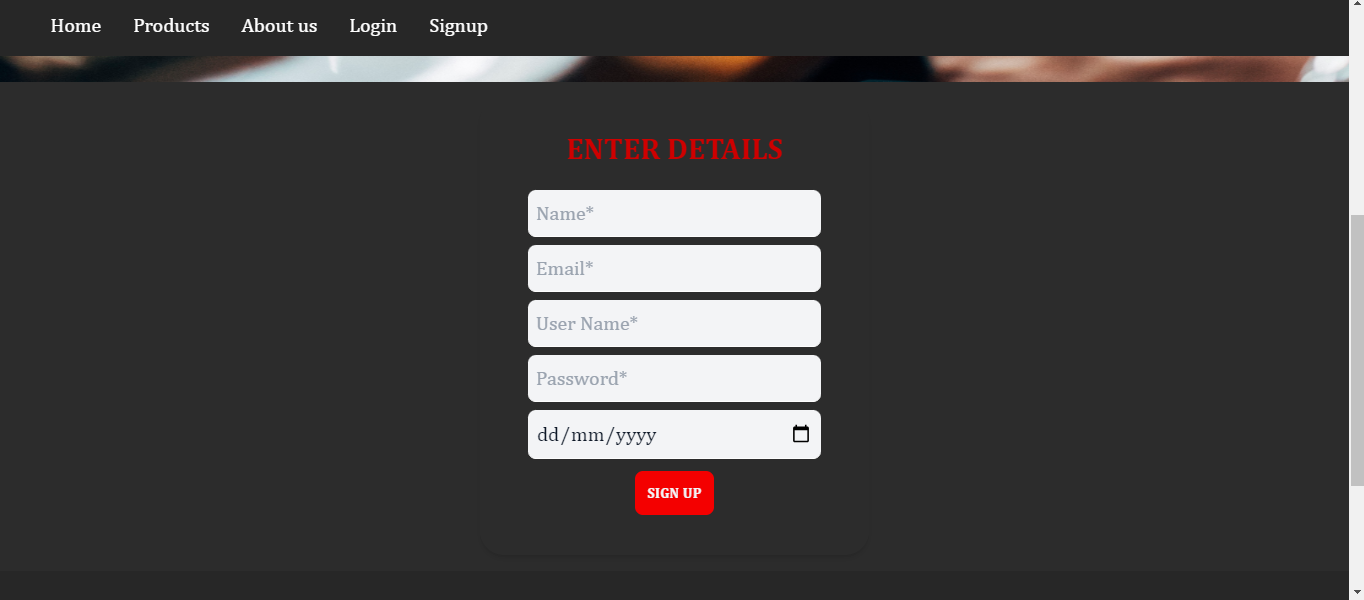 Home Products About us Login Signup
ENTER DETAILS
Name*
Email*
User Name*
Password*
dd/mm/yyyy
SIGN UP